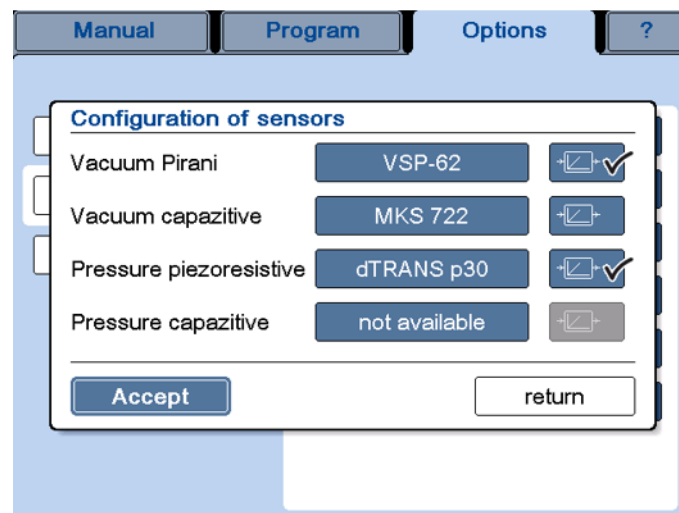 Manual Program Options ?
Configuration of sensors
Vacuum Pirani VSP-62
Vacuum capazitive MKS 722
Pressure piezoresistive dTRANS p30
Pressure capazitive not available
Accept return